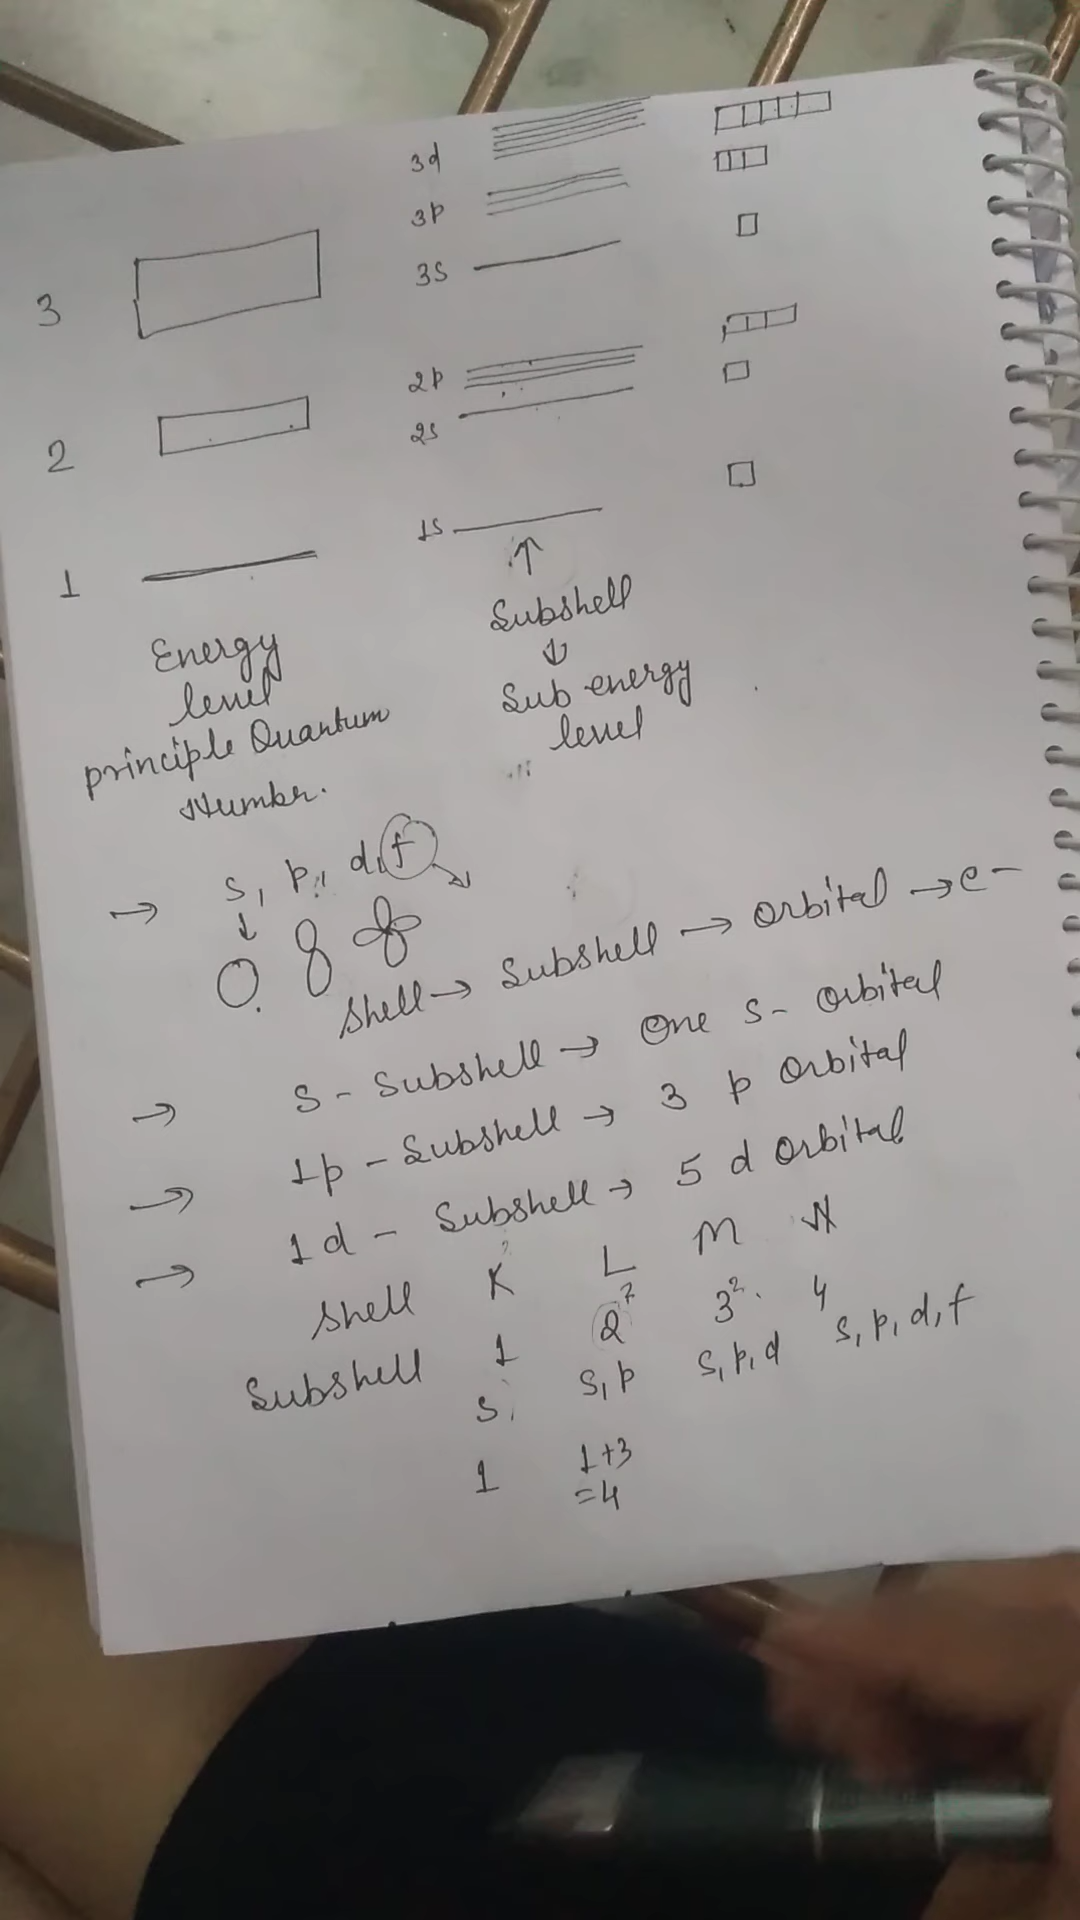 3d
3p
3s
3
2p
2s
2
1s
1
Subshell
↓
Sub energy
level
Energy
level
principle Quantum
Number.
→ s, p, d, f
Shell → Subshell → Orbital → e-
→ s - Subshell → One s - Orbital
→ 1p - Subshell → 3 p Orbital
→ 1d - Subshell → 5 d Orbital
Shell K L M N
1 2 3² 4
Subshell s, s, p s, p, d s, p, d, f
1 1+3
=4